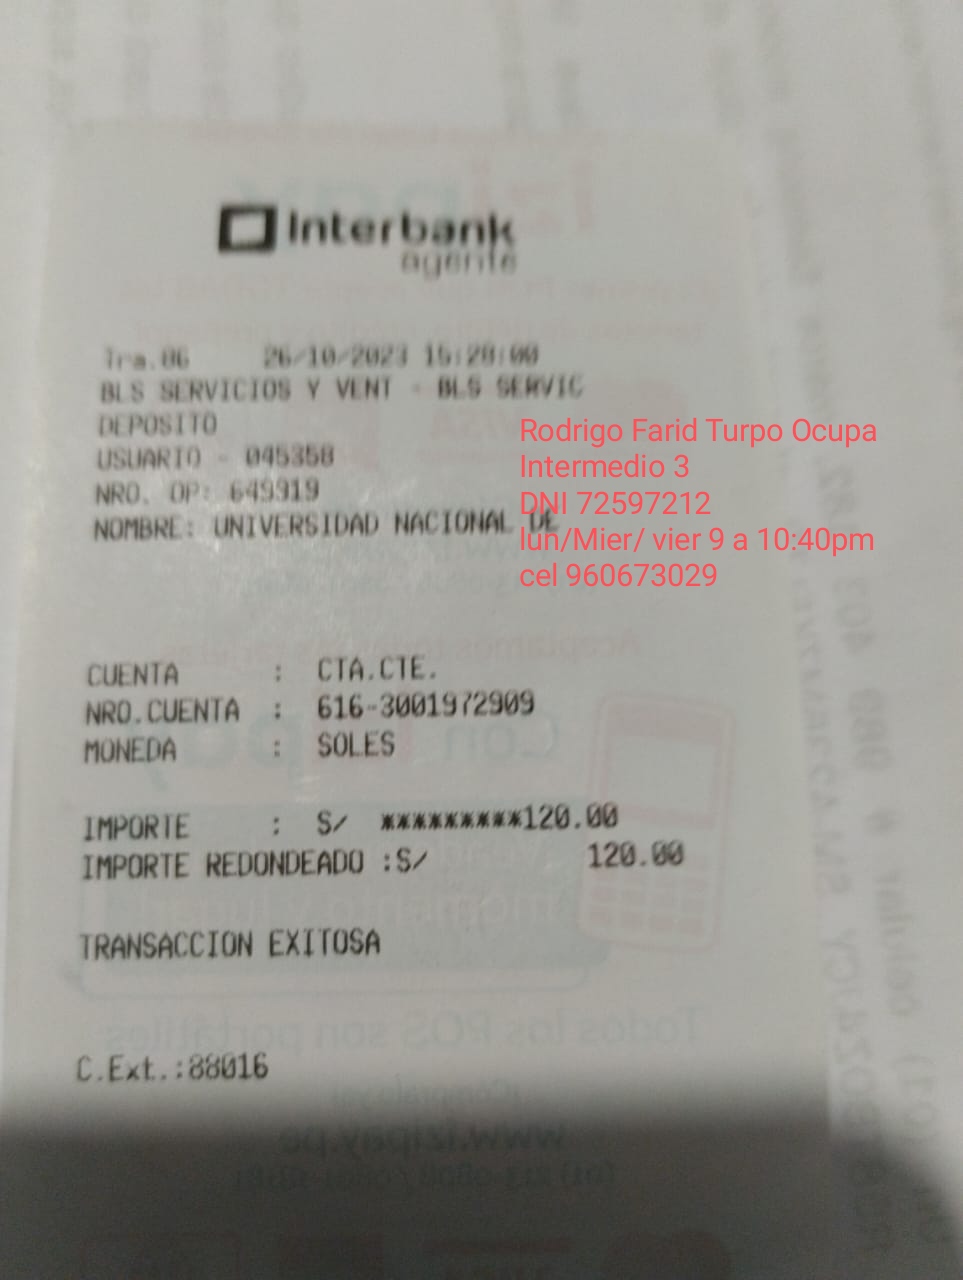 Interbank
agente
Tra.86 26/10/2023 15:28:00
BLS SERVICIOS Y VENT - BLS SERVIC
DEPOSITO
USUARIO - 045358
NRO. OP: 649919
NOMBRE: UNIVERSIDAD NACIONAL DE
Rodrigo Farid Turpo Ocupa
Intermedio 3
DNI 72597212
lun/Mier/ vier 9 a 10:40pm
cel 960673029
CUENTA : CTA.CTE.
NRO.CUENTA : 616-3001972909
MONEDA : SOLES
IMPORTE : S/ *********120.00
IMPORTE REDONDEADO :S/ 120.00
TRANSACCION EXITOSA
C.Ext.:88016